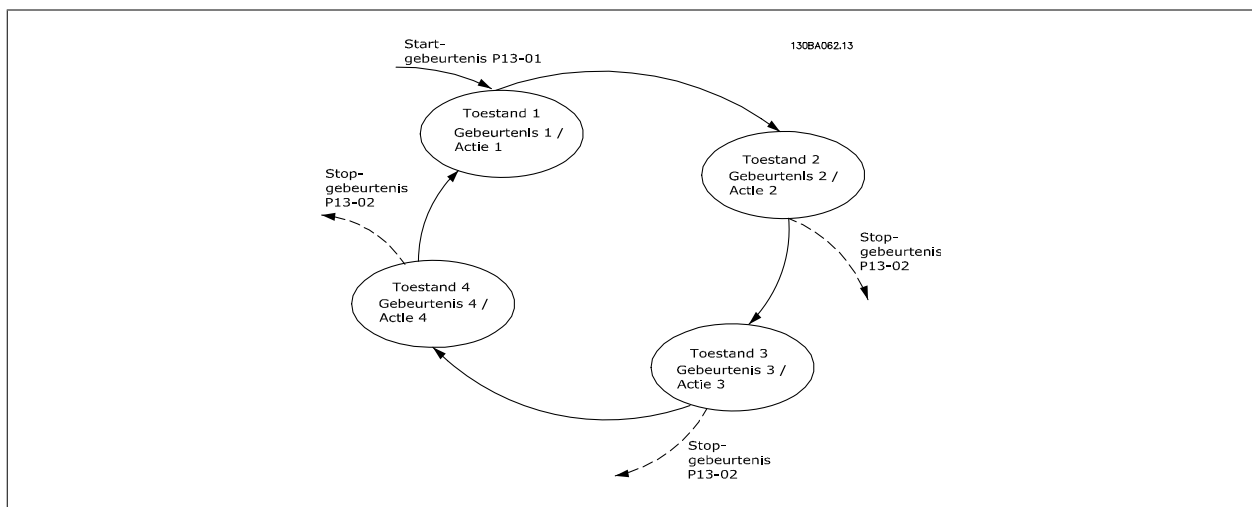 Start-
gebeurtenis P13-01
130BA062.13
Toestand 1
Gebeurtenis 1 /
Actie 1
Toestand 2
Gebeurtenis 2 /
Actie 2
Stop-
gebeurtenis
P13-02
Stop-
gebeurtenis
P13-02
Toestand 4
Gebeurtenis 4 /
Actie 4
Toestand 3
Gebeurtenis 3 /
Actie 3
Stop-
gebeurtenis
P13-02